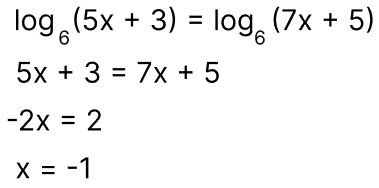 log₆(5x + 3) = log₆(7x + 5)
5x + 3 = 7x + 5
-2x = 2
x = -1